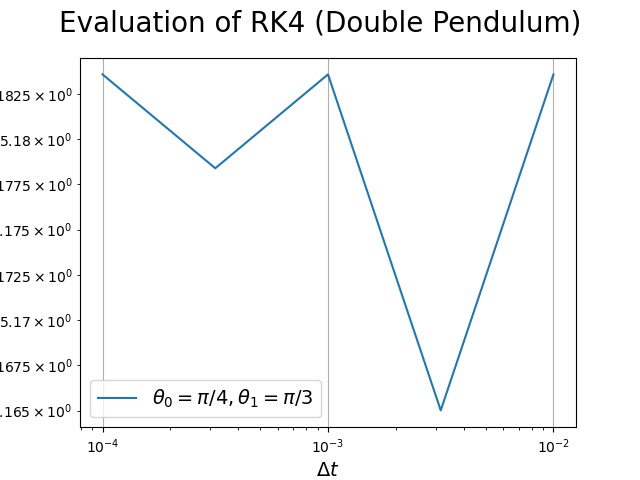 Evaluation of RK4 (Double Pendulum)
1825 × 10⁰
5.18 × 10⁰
1775 × 10⁰
.175 × 10⁰
1725 × 10⁰
5.17 × 10⁰
1675 × 10⁰
.165 × 10⁰
θ₀ = π/4, θ₁ = π/3
10⁻⁴ 10⁻³ 10⁻²
Δt